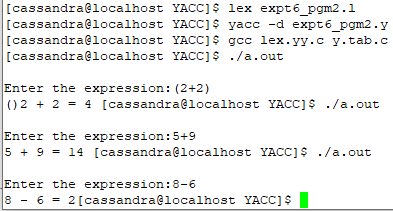 [cassandra@localhost YACC]$ lex expt6_pgm2.l
[cassandra@localhost YACC]$ yacc -d expt6_pgm2.y
[cassandra@localhost YACC]$ gcc lex.yy.c y.tab.c
[cassandra@localhost YACC]$ ./a.out
Enter the expression:(2+2)
()2 + 2 = 4 [cassandra@localhost YACC]$ ./a.out
Enter the expression:5+9
5 + 9 = 14 [cassandra@localhost YACC]$ ./a.out
Enter the expression:8-6
8 - 6 = 2[cassandra@localhost YACC]$